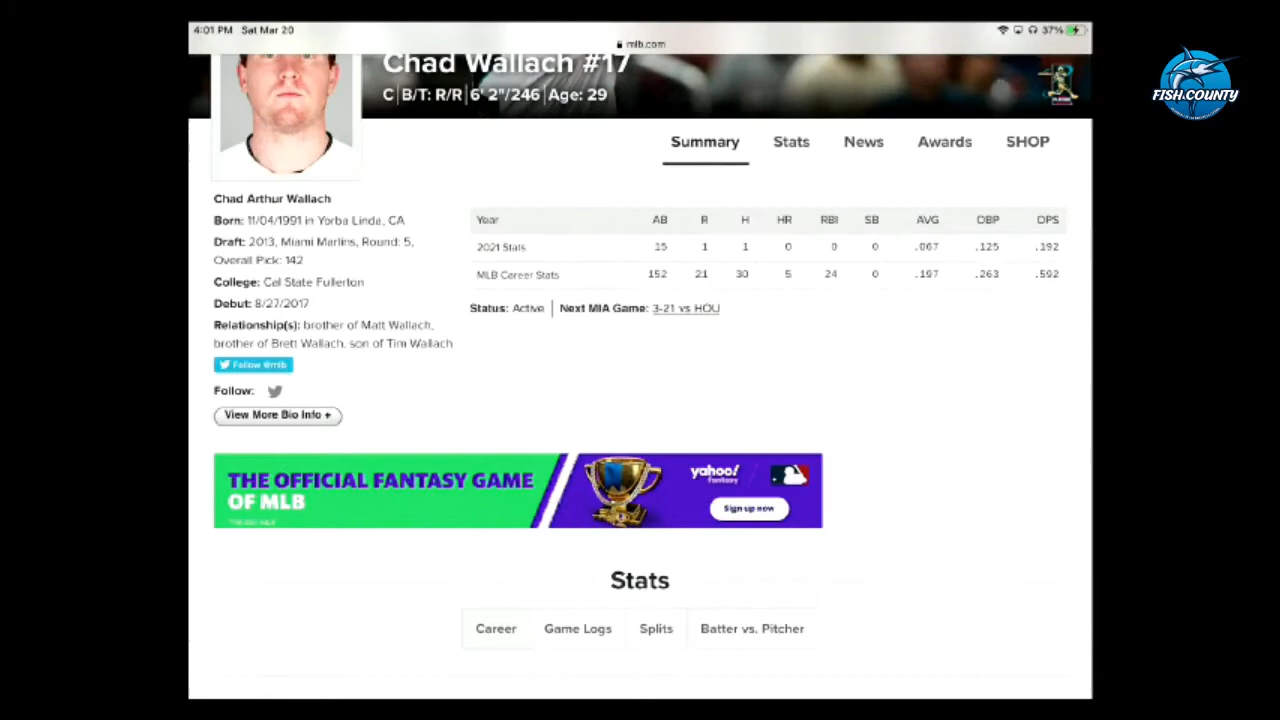 4:01 PM Sat Mar 20
37%
mlb.com
Chad Wallach #17
C | B/T: R/R | 6' 2"/246 | Age: 29
FISH COUNTY
Summary Stats News Awards SHOP
Chad Arthur Wallach
Born: 11/04/1991 in Yorba Linda, CA
Draft: 2013, Miami Marlins, Round: 5,
Overall Pick: 142
College: Cal State Fullerton
Debut: 8/27/2017
Relationship(s): brother of Matt Wallach,
brother of Brett Wallach, son of Tim Wallach
Follow @mlb
Follow:
View More Bio Info +
Year AB R H HR RBI SB AVG OBP OPS
2021 Stats 15 1 1 0 0 0 .067 .125 .192
MLB Career Stats 152 21 30 5 24 0 .197 .263 .592
Status: Active | Next MIA Game: 3-21 vs HOU
THE OFFICIAL FANTASY GAME
OF MLB
yahoo!
fantasy
Sign up now
Stats
Career Game Logs Splits Batter vs. Pitcher